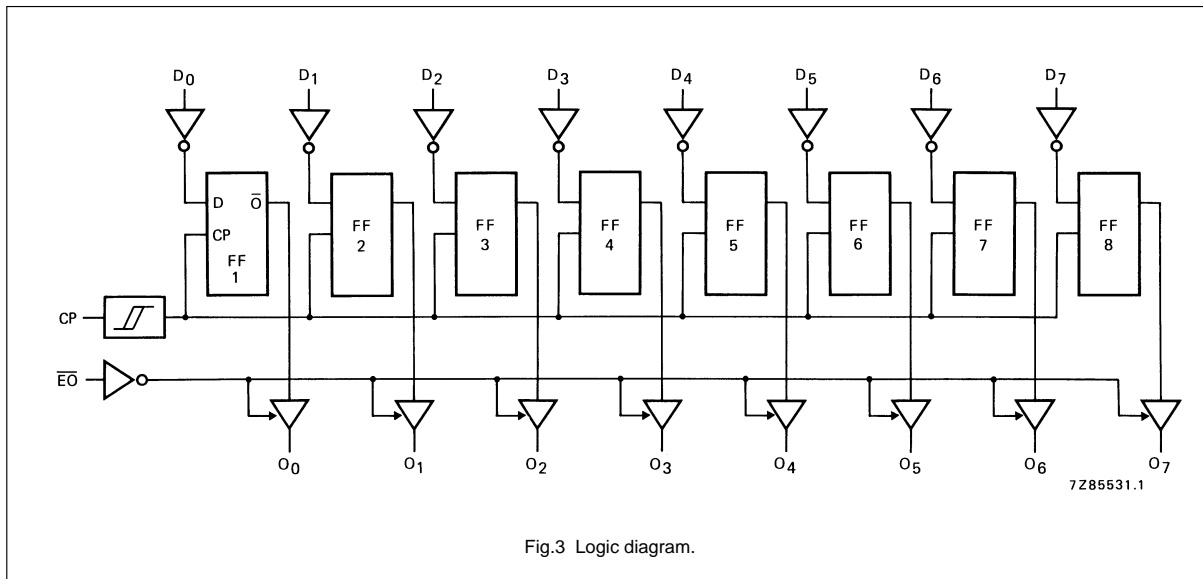 D0 D1 D2 D3 D4 D5 D6 D7
D O̅ FF 2 FF 3 FF 4 FF 5 FF 6 FF 7 FF 8
CP
FF
1
CP
E̅O̅
O0 O1 O2 O3 O4 O5 O6 O7
7Z85531.1
Fig.3 Logic diagram.